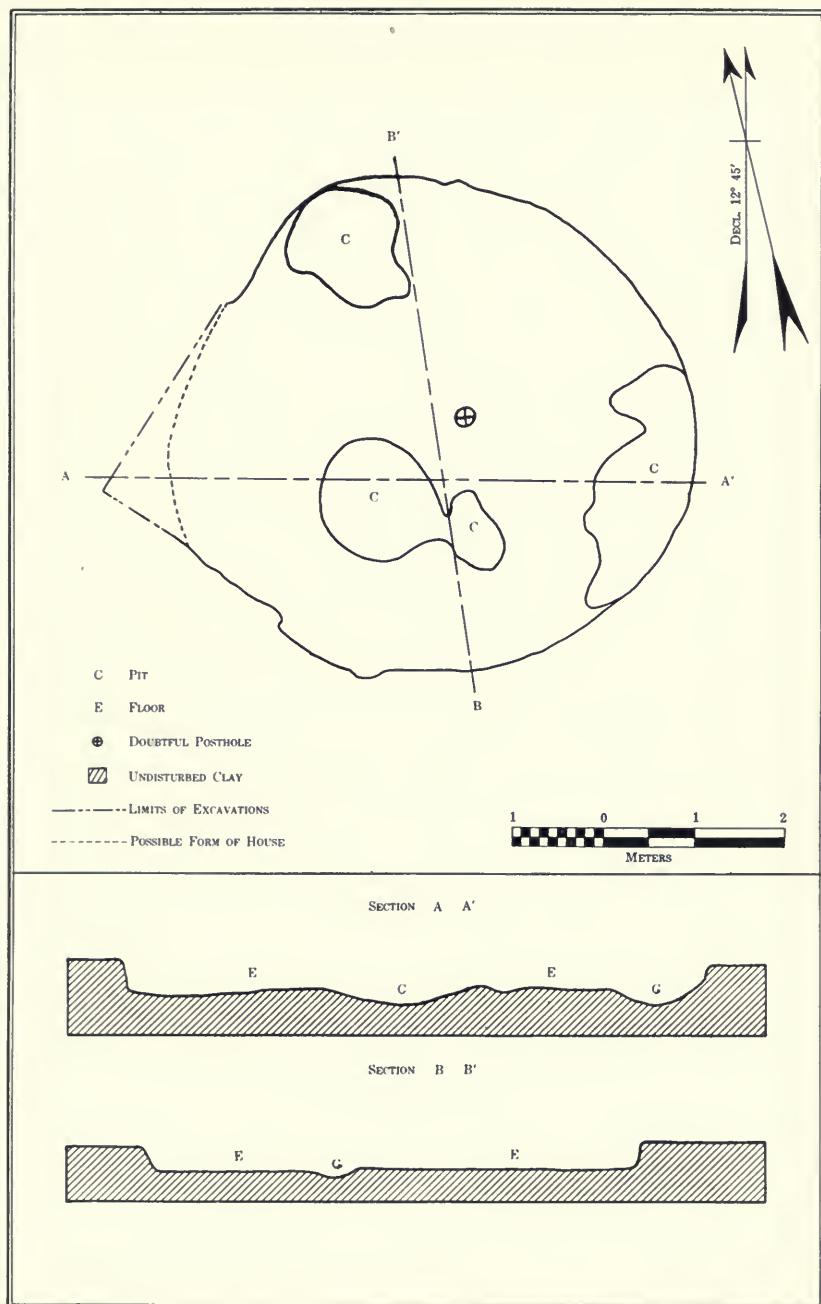 B'
DECL. 12° 45'
C
A
A'
C
C
C
B
C PIT
E FLOOR
DOUBTFUL POSTHOLE
UNDISTURBED CLAY
LIMITS OF EXCAVATIONS
POSSIBLE FORM OF HOUSE
1 0 1 2
METERS
SECTION A A'
E C E G
SECTION B B'
E G E